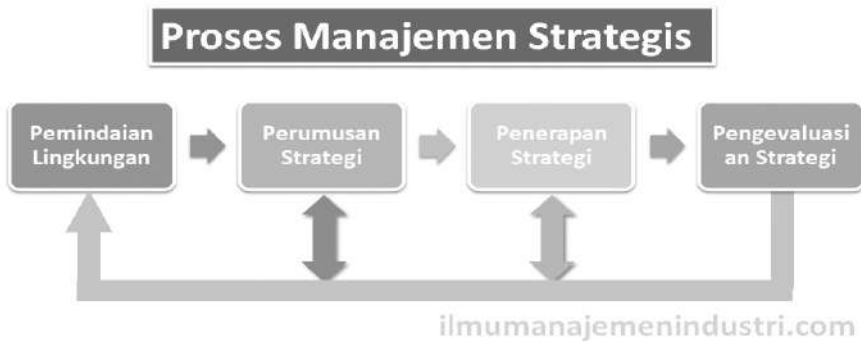 Proses Manajemen Strategis
Pemindaian
Lingkungan
Perumusan
Strategi
Penerapan
Strategi
Pengevaluasi
an Strategi
ilmumanajemenindustri.com